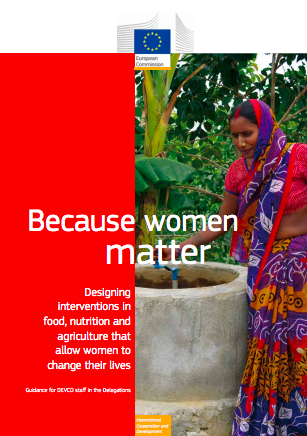 European
Commission
Because women
matter
Designing
interventions in
food, nutrition and
agriculture that
allow women to
change their lives
Guidance for DEVCO staff in the Delegations
International
Cooperation and
Development